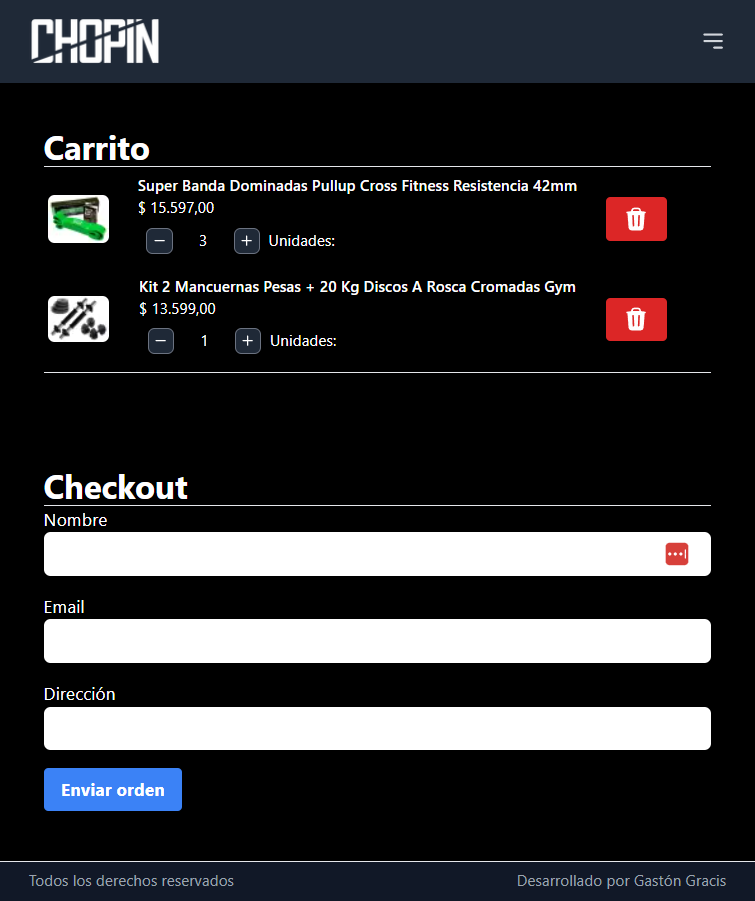 CHOPIN
Carrito
Super Banda Dominadas Pullup Cross Fitness Resistencia 42mm
$ 15.597,00
− 3 + Unidades:
Kit 2 Mancuernas Pesas + 20 Kg Discos A Rosca Cromadas Gym
$ 13.599,00
− 1 + Unidades:
Checkout
Nombre
Email
Dirección
Enviar orden
Todos los derechos reservados
Desarrollado por Gastón Gracis